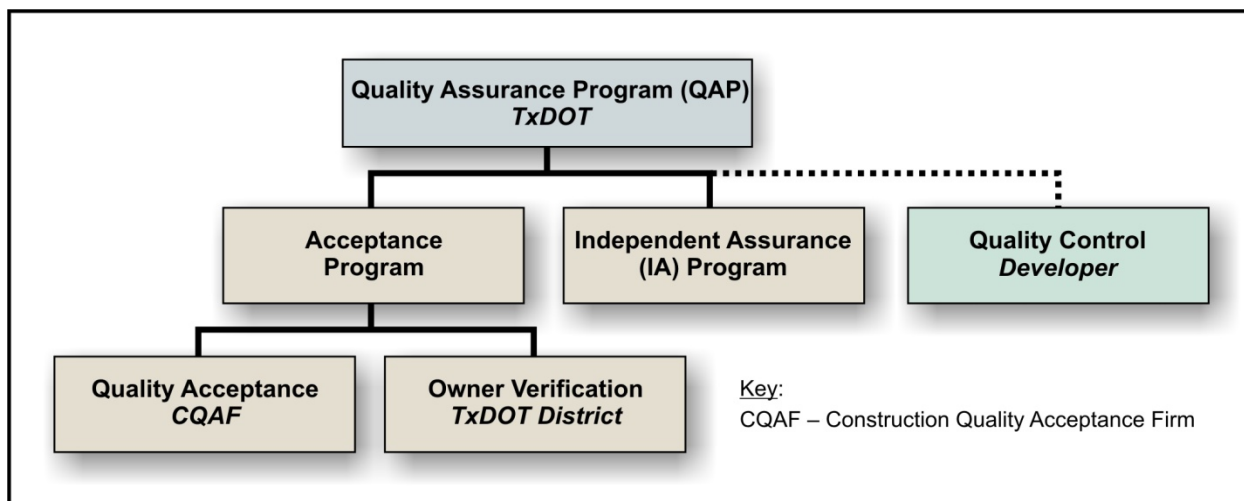 Quality Assurance Program (QAP)
TxDOT
Acceptance
Program
Independent Assurance
(IA) Program
Quality Control
Developer
Quality Acceptance
CQAF
Owner Verification
TxDOT District
Key:
CQAF – Construction Quality Acceptance Firm